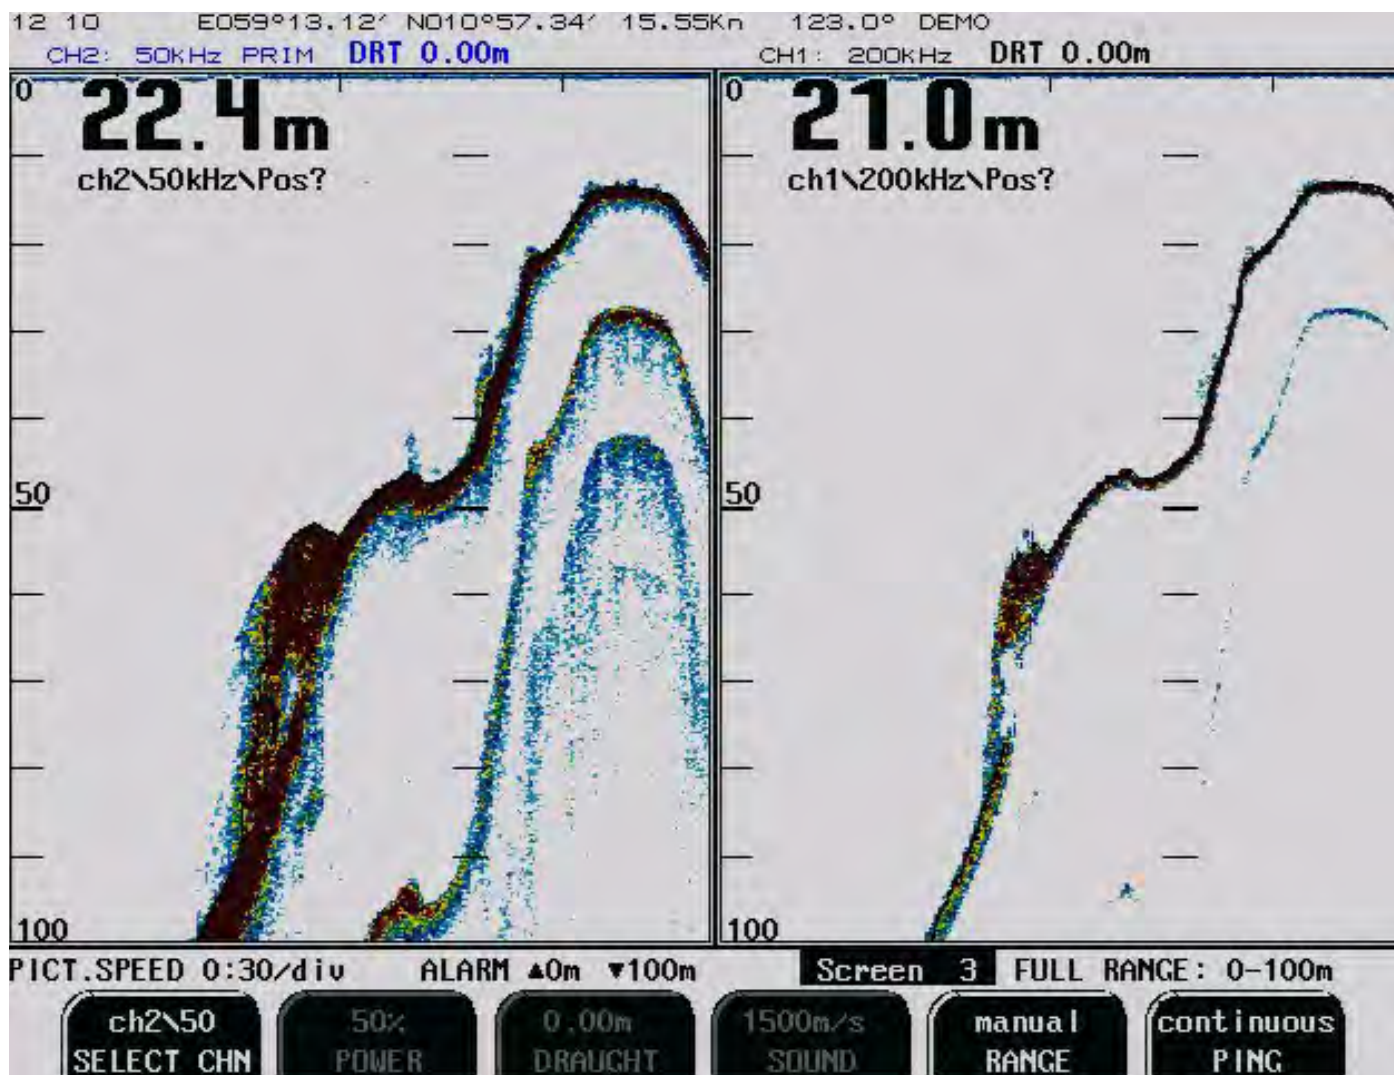 12 10 E059°13.12′ N010°57.34′ 15.55Kn 123.0° DEMO
CH2: 50KHz PRIM DRT 0.00m
CH1: 200KHz DRT 0.00m
0
22.4m
ch2\50kHz\Pos?
50
100
0
21.0m
ch1\200kHz\Pos?
50
100
PICT.SPEED 0:30/div ALARM ▲0m ▼100m Screen 3 FULL RANGE: 0-100m
ch2\50
SELECT CHN
50%
POWER
0.00m
DRAUGHT
1500m/s
SOUND
manual
RANGE
continuous
PING